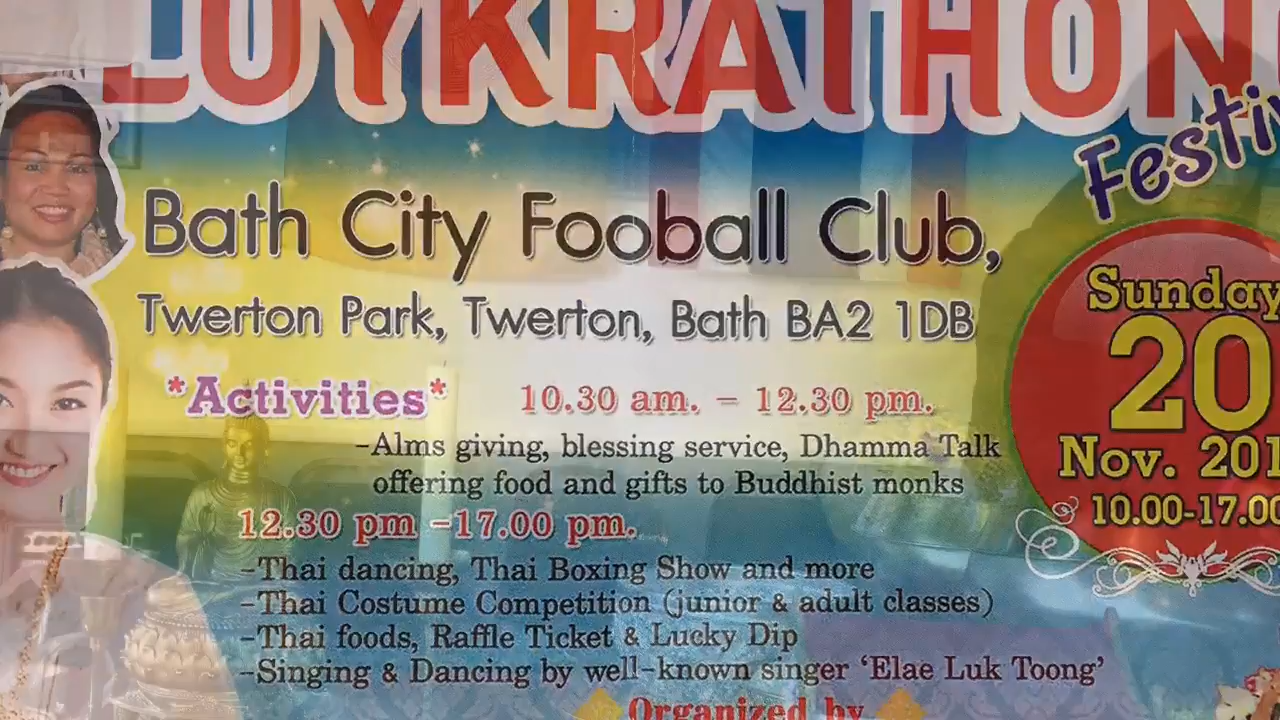 LOYKRATHON
Festiv
Bath City Fooball Club,
Twerton Park, Twerton, Bath BA2 1DB
Sunday
20
Nov. 201
10.00-17.00
*Activities* 10.30 am. – 12.30 pm.
-Alms giving, blessing service, Dhamma Talk
offering food and gifts to Buddhist monks
12.30 pm -17.00 pm.
-Thai dancing, Thai Boxing Show and more
-Thai Costume Competition (junior & adult classes)
-Thai foods, Raffle Ticket & Lucky Dip
-Singing & Dancing by well-known singer 'Elae Luk Toong'
Organized by